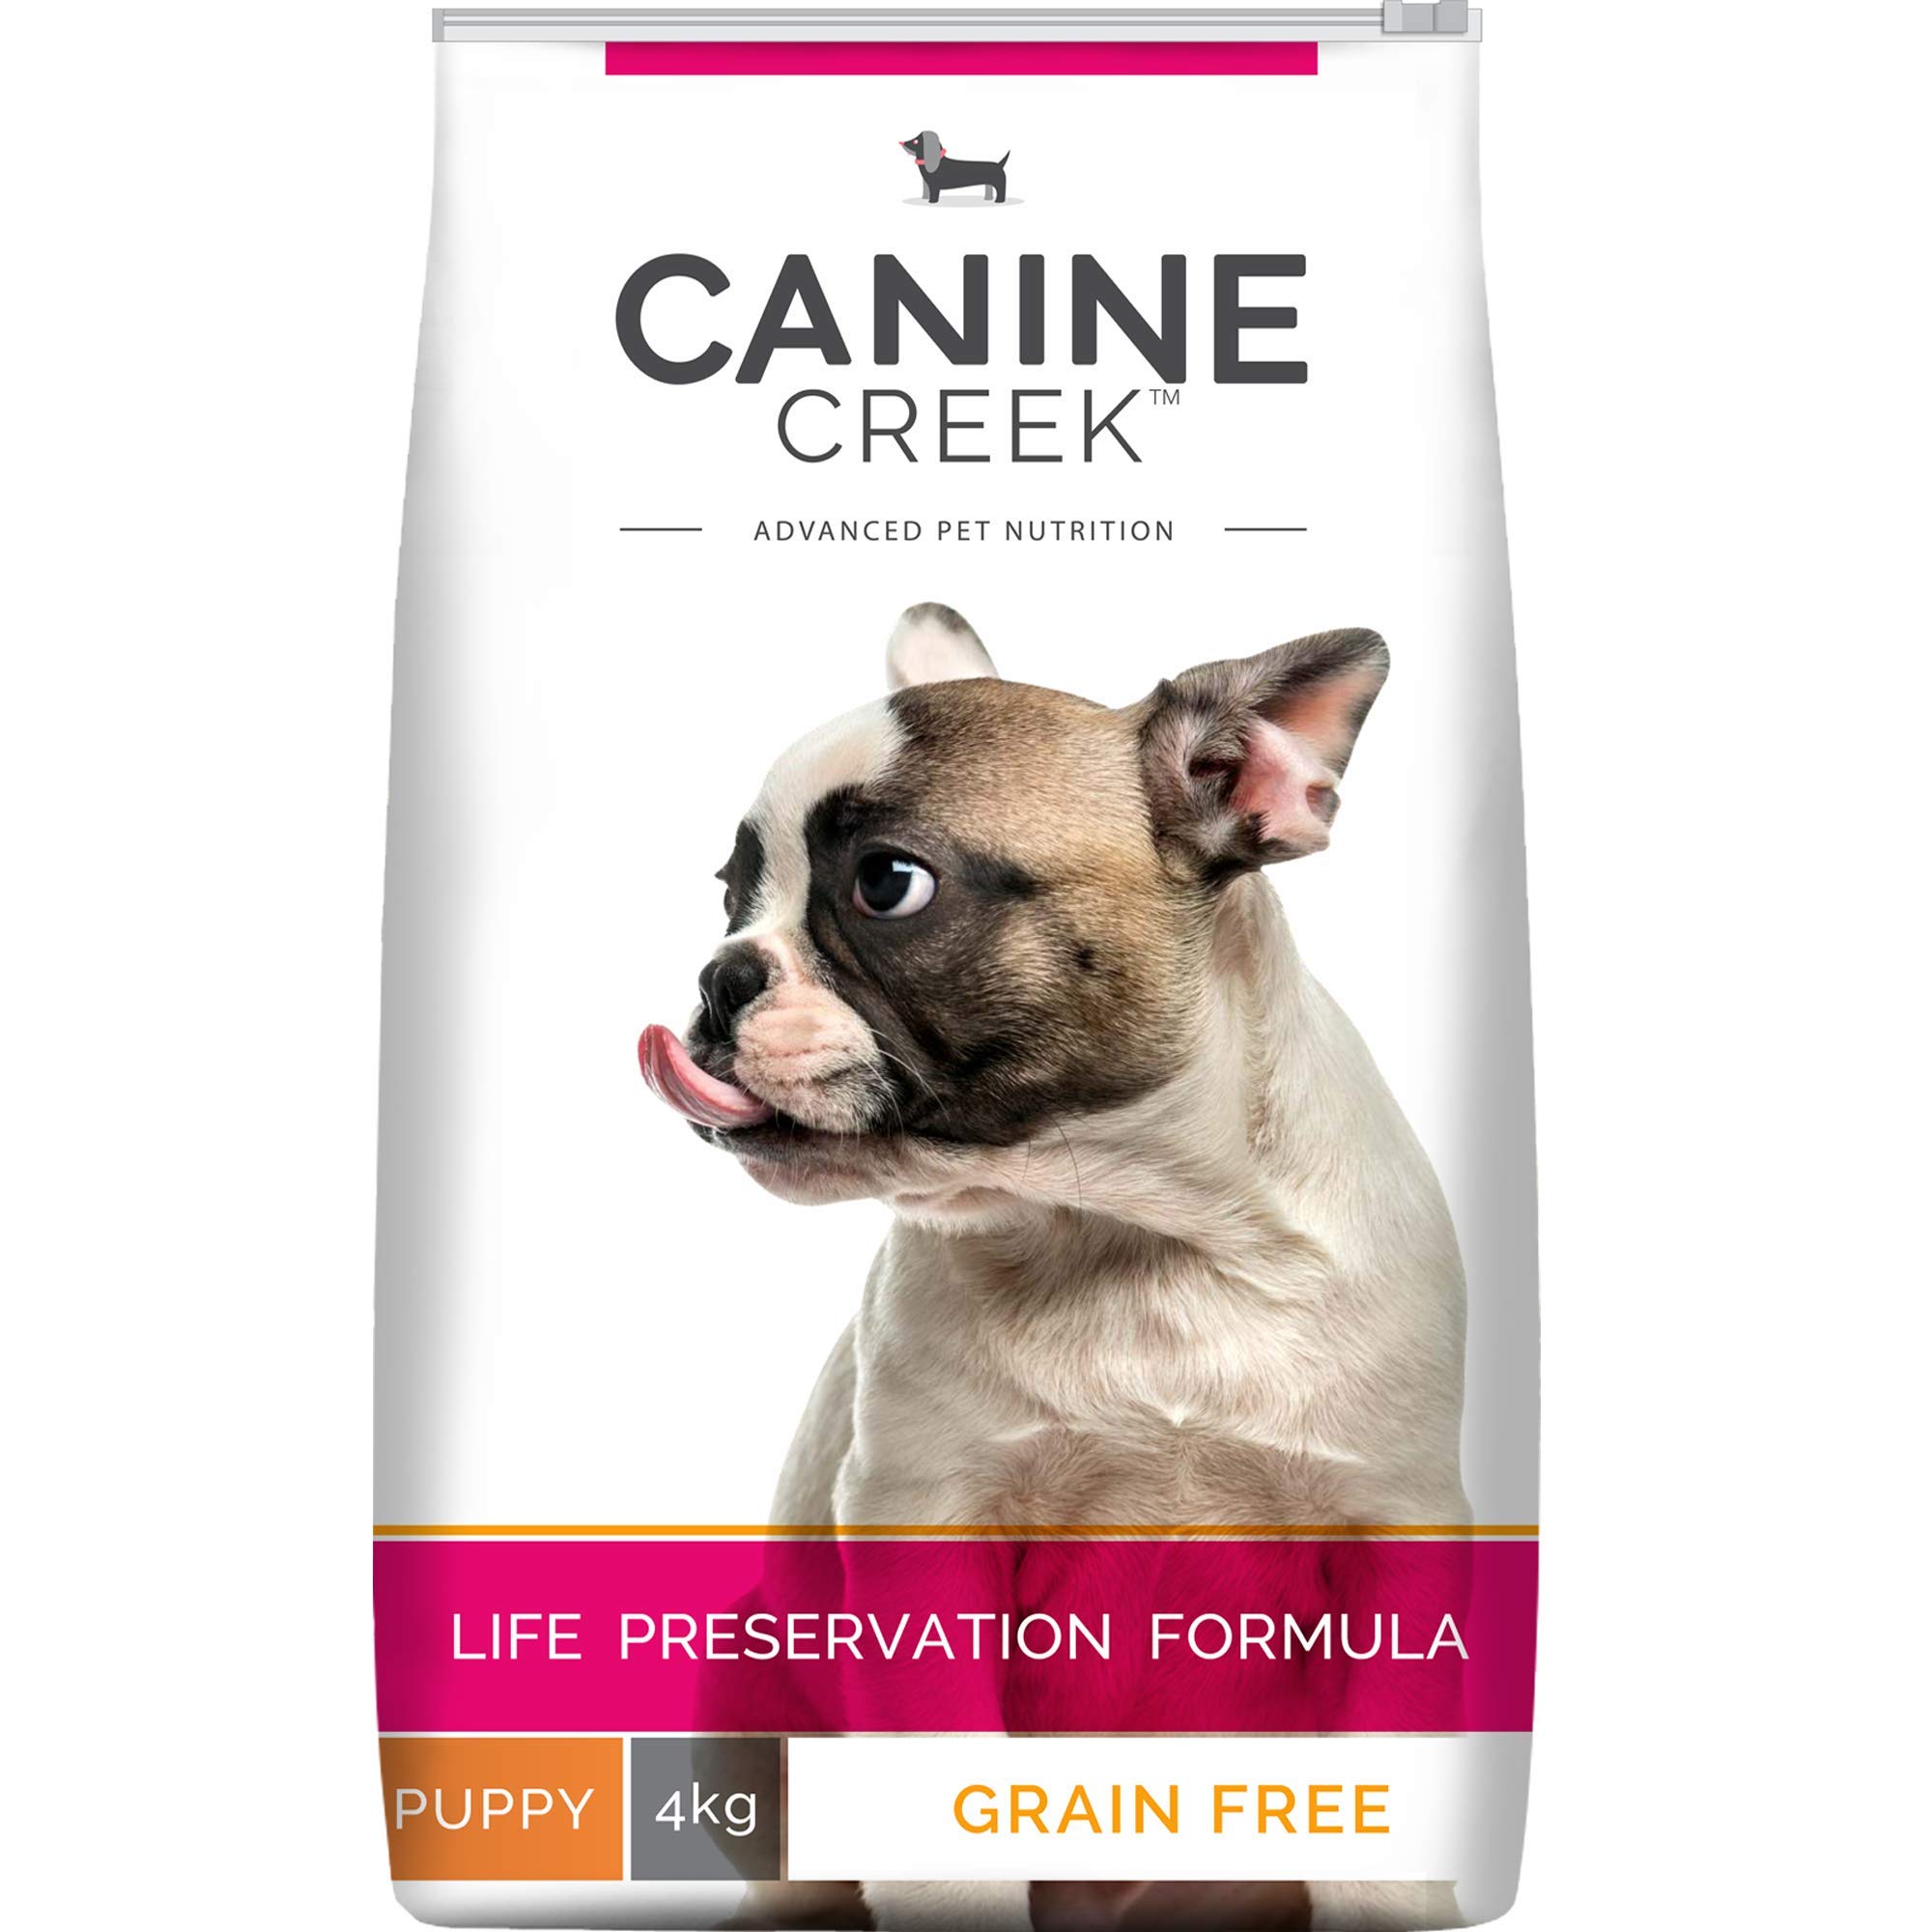 CANINE
CREEK™
ADVANCED PET NUTRITION
LIFE PRESERVATION FORMULA
PUPPY 4kg GRAIN FREE